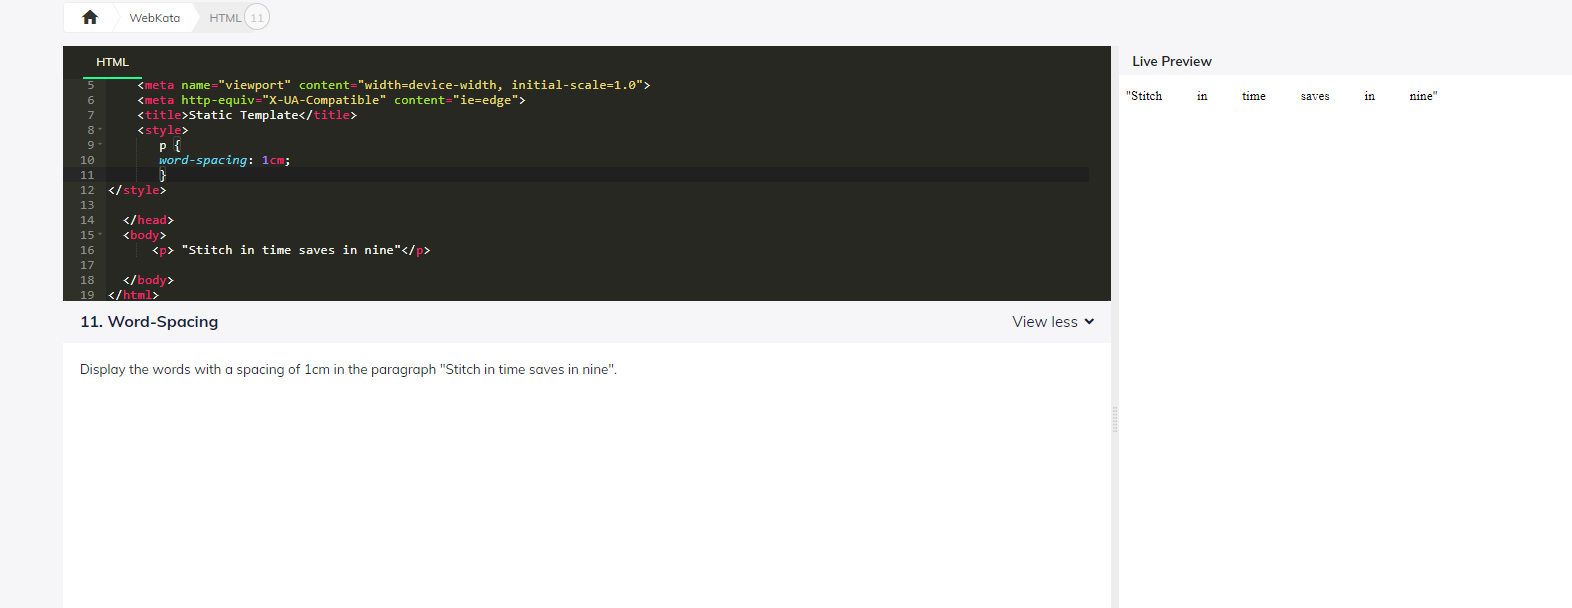 WebKata HTML 11
HTML
5 <meta name="viewport" content="width=device-width, initial-scale=1.0">
6 <meta http-equiv="X-UA-Compatible" content="ie=edge">
7 <title>Static Template</title>
8 <style>
9 p {
10 word-spacing: 1cm;
11 }
12 </style>
13
14 </head>
15 <body>
16 <p> "Stitch in time saves in nine"</p>
17
18 </body>
19 </html>
11. Word-Spacing View less
Display the words with a spacing of 1cm in the paragraph "Stitch in time saves in nine".
Live Preview
"Stitch in time saves in nine"